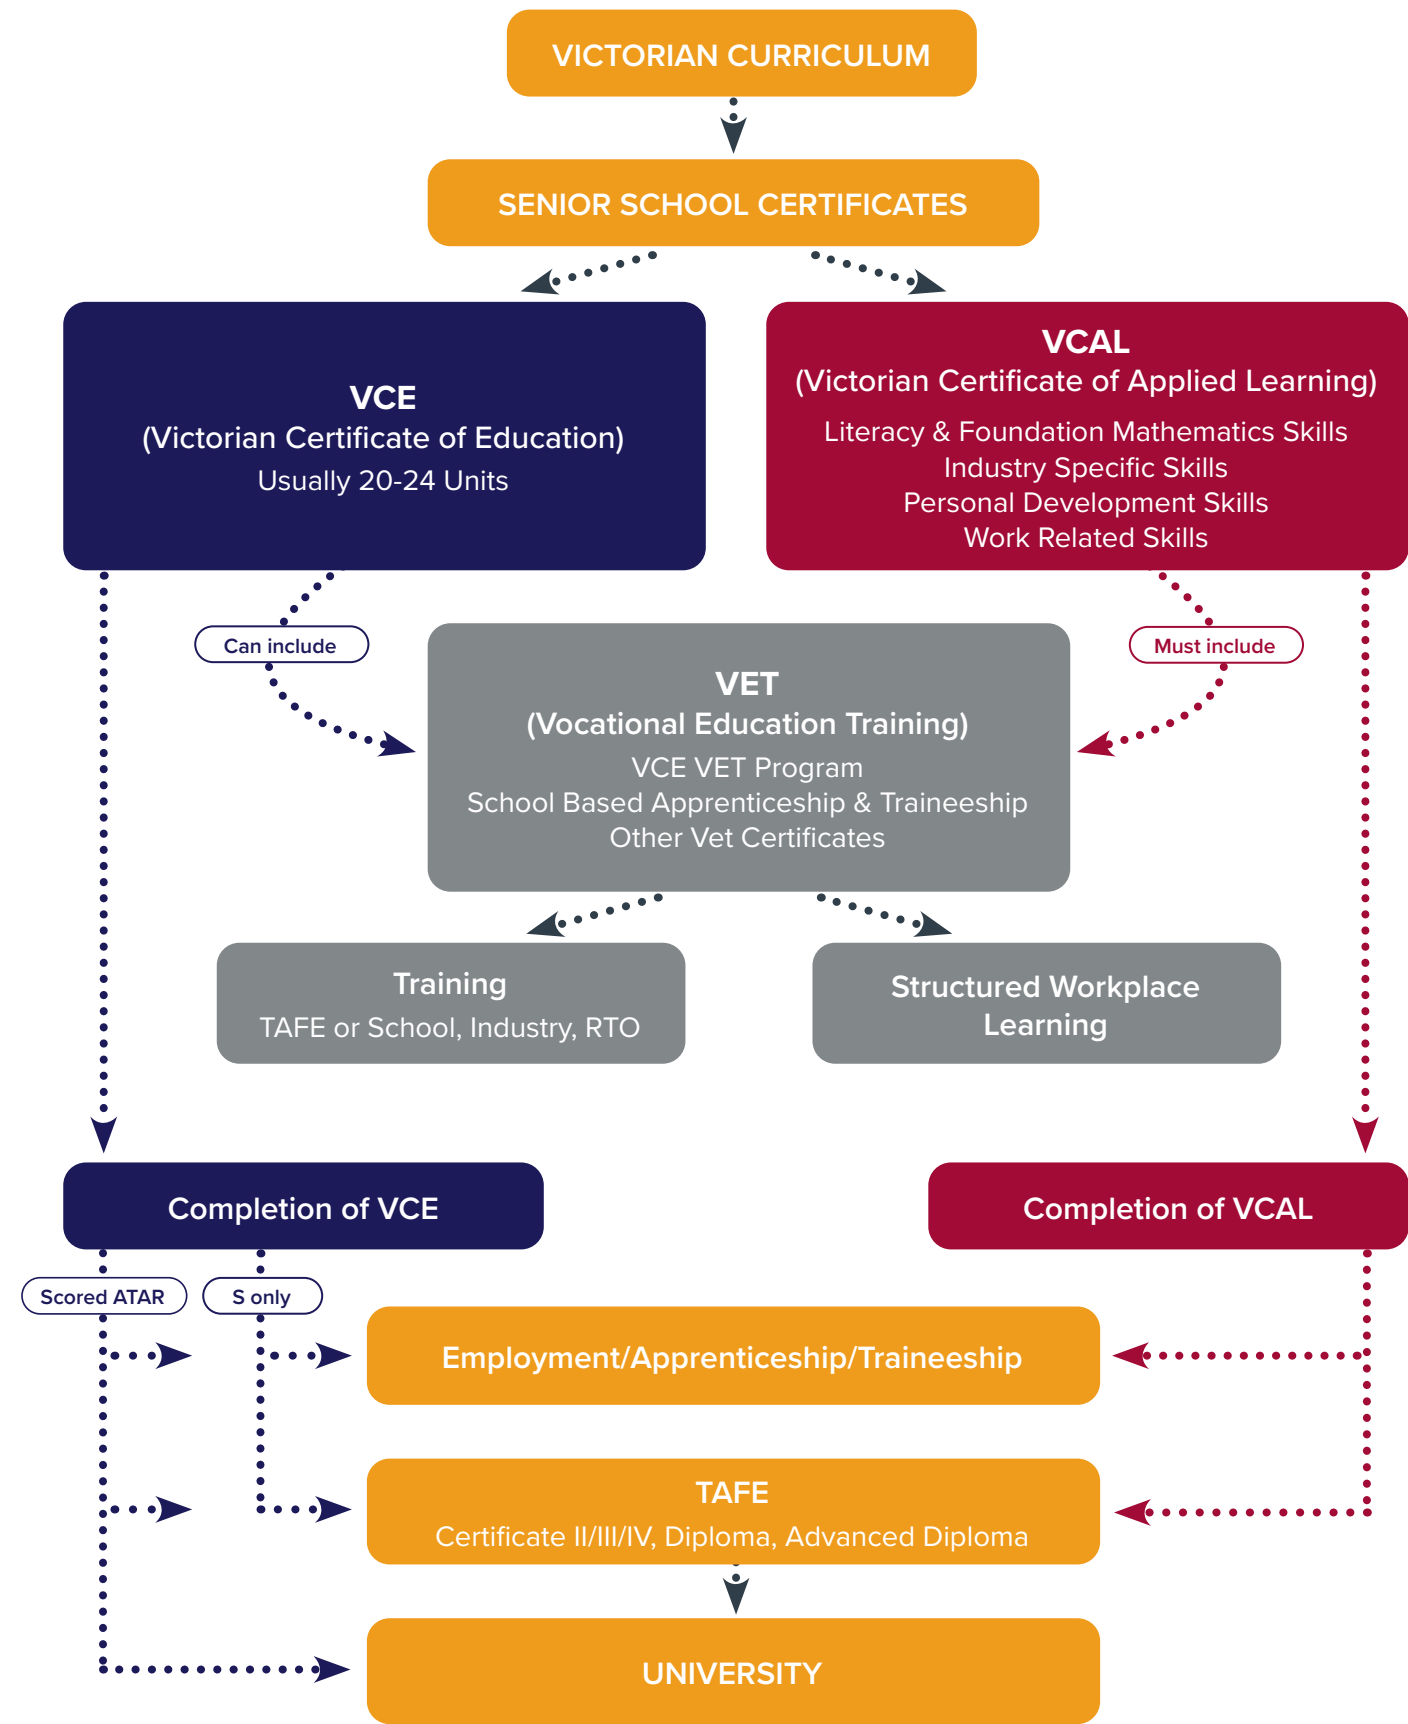 VICTORIAN CURRICULUM
SENIOR SCHOOL CERTIFICATES
VCE
(Victorian Certificate of Education)
Usually 20-24 Units
VCAL
(Victorian Certificate of Applied Learning)
Literacy & Foundation Mathematics Skills
Industry Specific Skills
Personal Development Skills
Work Related Skills
Can include
Must include
VET
(Vocational Education Training)
VCE VET Program
School Based Apprenticeship & Traineeship
Other Vet Certificates
Training
TAFE or School, Industry, RTO
Structured Workplace
Learning
Completion of VCE
Completion of VCAL
Scored ATAR
S only
Employment/Apprenticeship/Traineeship
TAFE
Certificate II/III/IV, Diploma, Advanced Diploma
UNIVERSITY